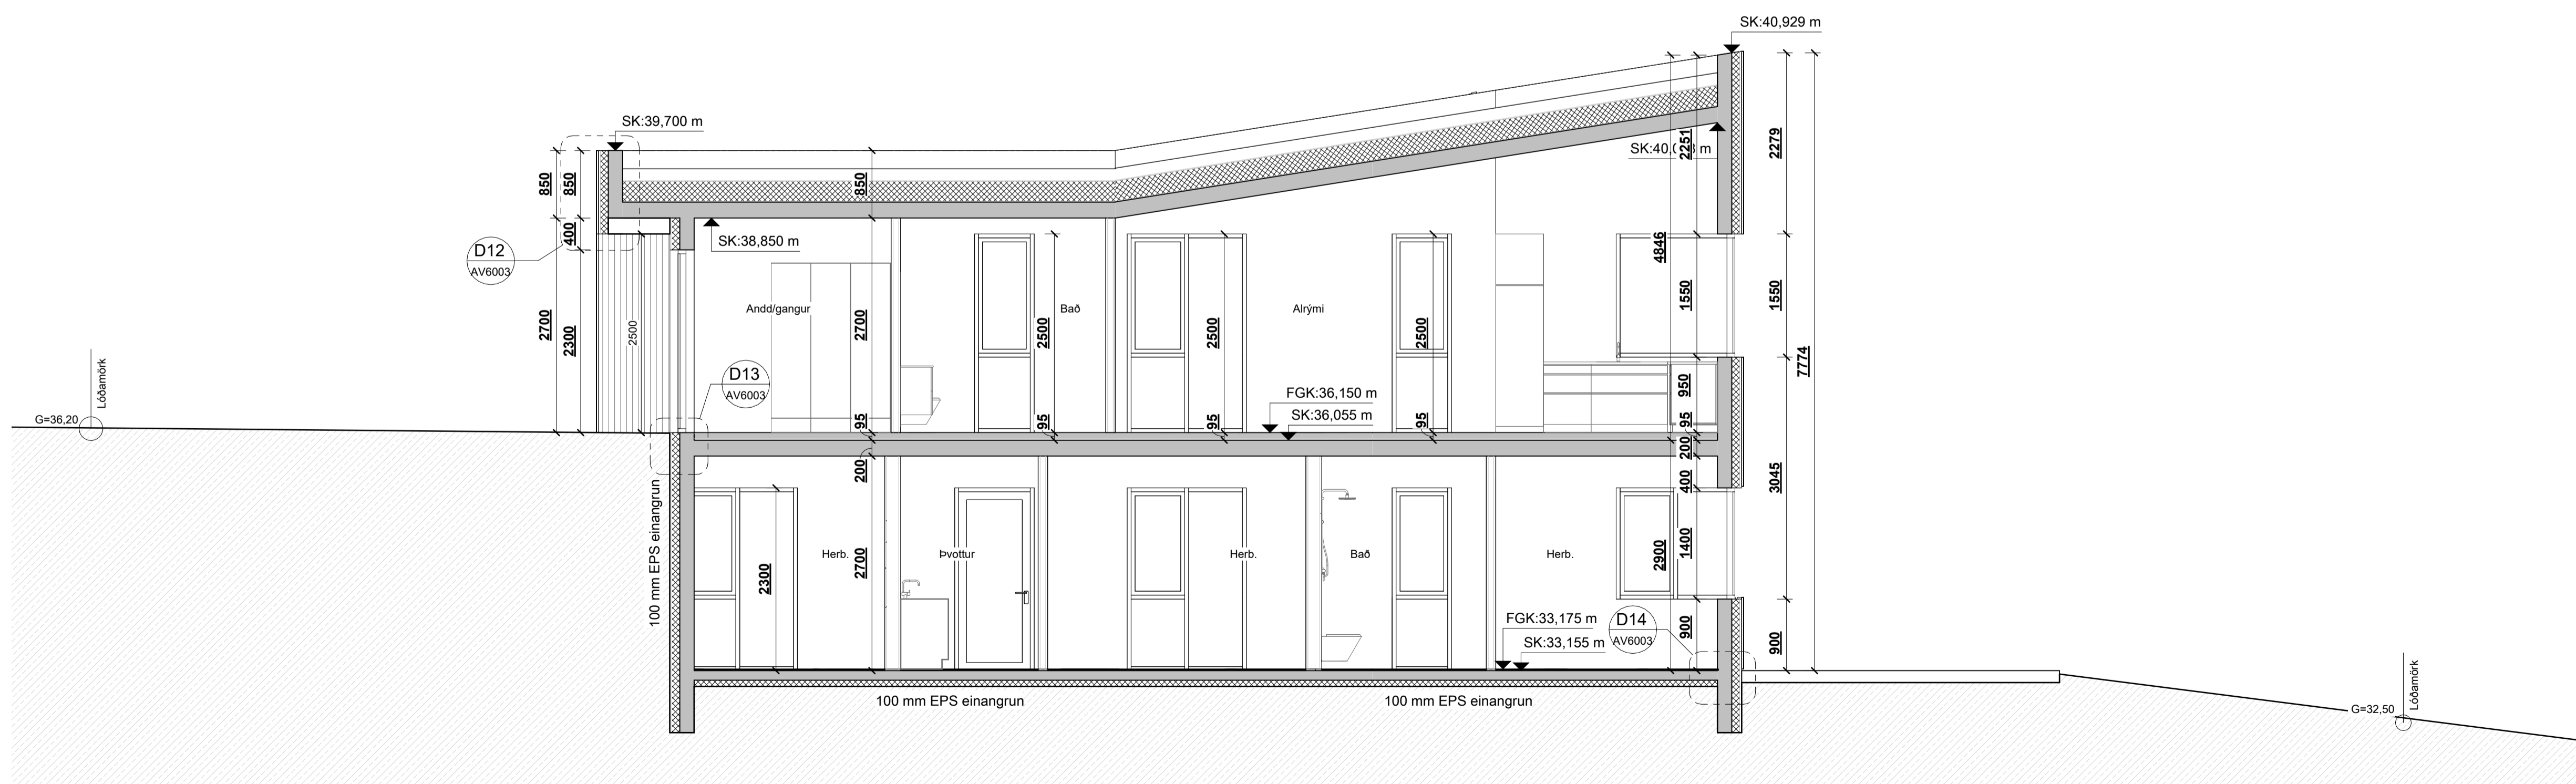 SK:40,929 m
SK:39,700 m
SK:38,850 m
D12
AV6003
D13
AV6003
D14
AV6003
Lóðamörk
G=36,20
850
850
400
2700
2300
2500
850
2700
95
200
2700
2300
2500
95
2500
95
2500
95
2251
4846
1550
950
95
200
400
1400
2900
900
2279
1550
3045
900
7774
Andd/gangur
Bað
Alrými
FGK:36,150 m
SK:36,055 m
Herb.
Þvottur
Herb.
Bað
Herb.
FGK:33,175 m
SK:33,155 m
100 mm EPS einangrun
100 mm EPS einangrun
100 mm EPS einangrun
G=32,50
Lóðamörk